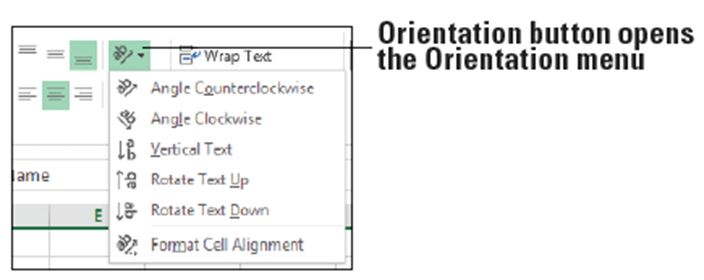 Orientation button opens
the Orientation menu
Wrap Text
Angle Counterclockwise
Angle Clockwise
Vertical Text
Rotate Text Up
Rotate Text Down
Format Cell Alignment
ame
E